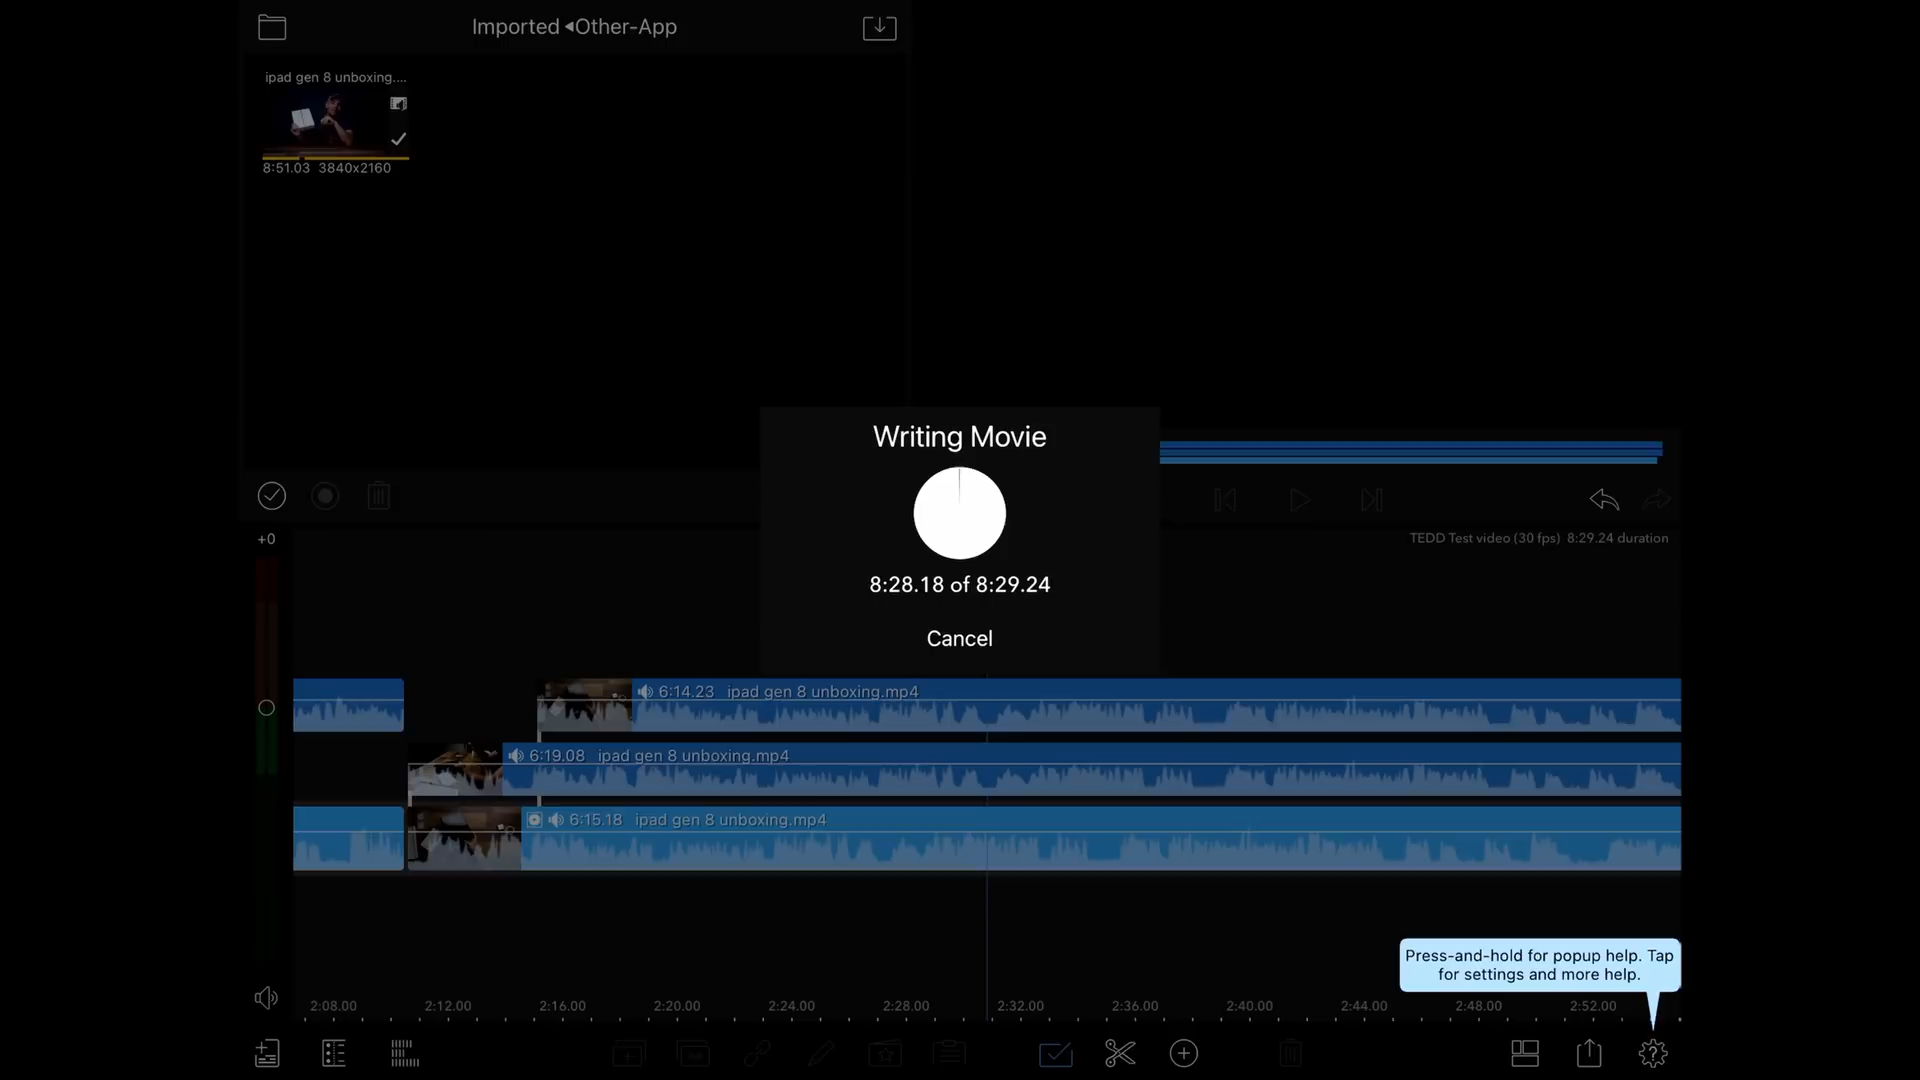 Imported ◂Other-App
ipad gen 8 unboxing....
8:51.03 3840x2160
Writing Movie
8:28.18 of 8:29.24
Cancel
+0
TEDD Test video (30 fps) 8:29.24 duration
6:14.23 ipad gen 8 unboxing.mp4
6:19.08 ipad gen 8 unboxing.mp4
6:15.18 ipad gen 8 unboxing.mp4
Press-and-hold for popup help. Tap
for settings and more help.
2:08.00 2:12.00 2:16.00 2:20.00 2:24.00 2:28.00 2:32.00 2:36.00 2:40.00 2:44.00 2:48.00 2:52.00